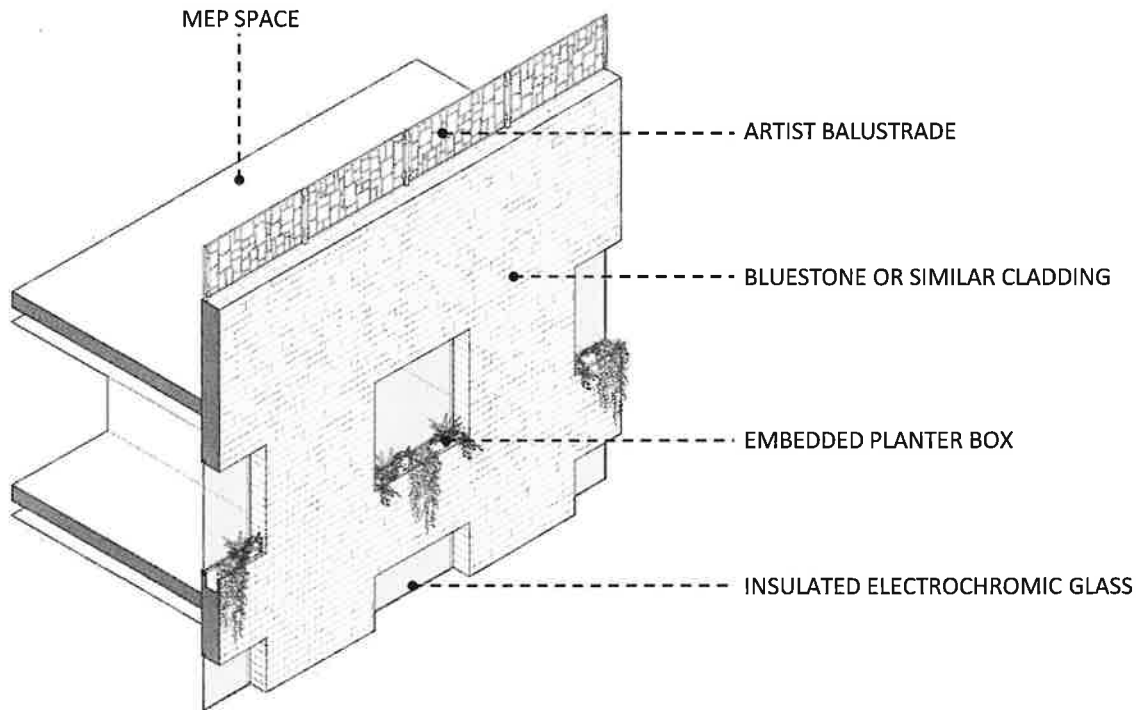 MEP SPACE
ARTIST BALUSTRADE
BLUESTONE OR SIMILAR CLADDING
EMBEDDED PLANTER BOX
INSULATED ELECTROCHROMIC GLASS